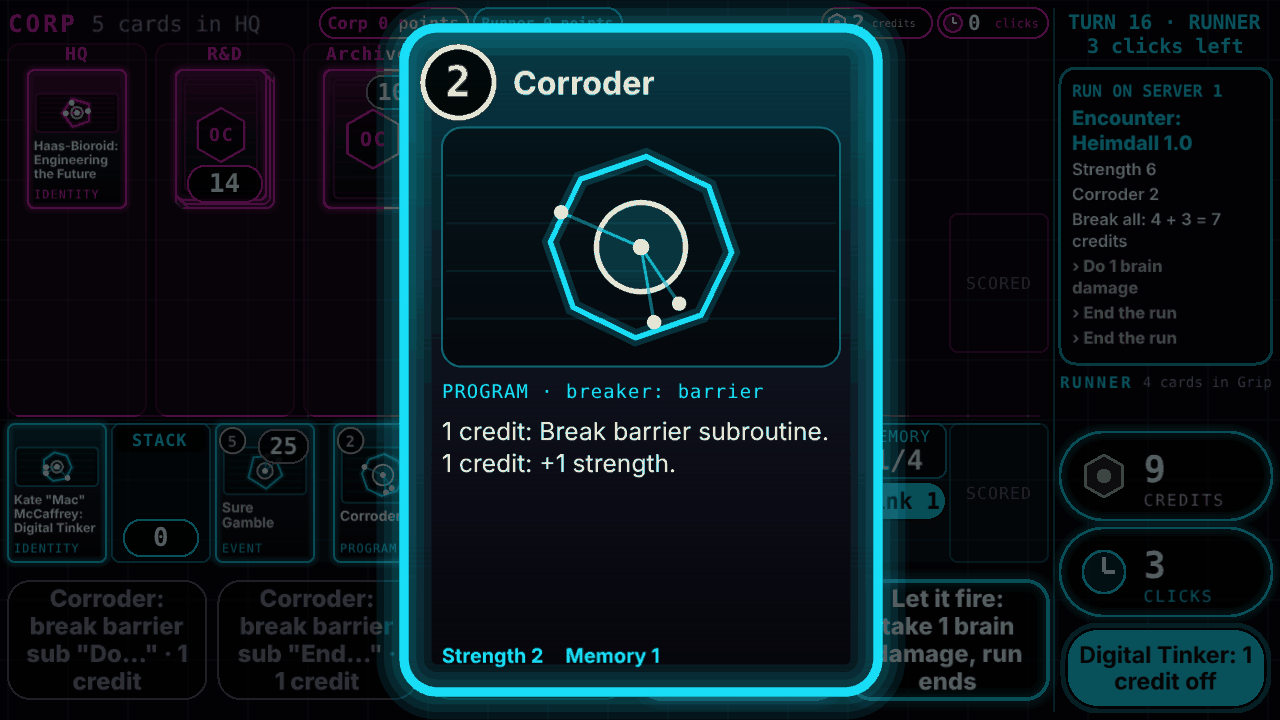 CORP 5 cards in HQ
Corp 0 points
Runner 0 points
credits
0 clicks
TURN 16 · RUNNER
3 clicks left
HQ
R&D
Haas-Bioroid:
Engineering
the Future
IDENTITY
OC
14
OC
2
Corroder
PROGRAM · breaker: barrier
1 credit: Break barrier subroutine.
1 credit: +1 strength.
Strength 2 Memory 1
SCORED
RUN ON SERVER 1
Encounter:
Heimdall 1.0
Strength 6
Corroder 2
Break all: 4 + 3 = 7
credits
› Do 1 brain
damage
› End the run
› End the run
RUNNER 4 cards in Grip
Kate "Mac"
McCaffrey:
Digital Tinker
IDENTITY
STACK
0
5
25
Sure
Gamble
EVENT
2
Corroder
PROGRAM
/4
1
SCORED
9
CREDITS
3
CLICKS
Corroder:
break barrier
sub "Do…" · 1
credit
Corroder:
break barrier
sub "End…" ·
1 credit
Let it fire:
take 1 brain
damage, run
ends
Digital Tinker: 1
credit off